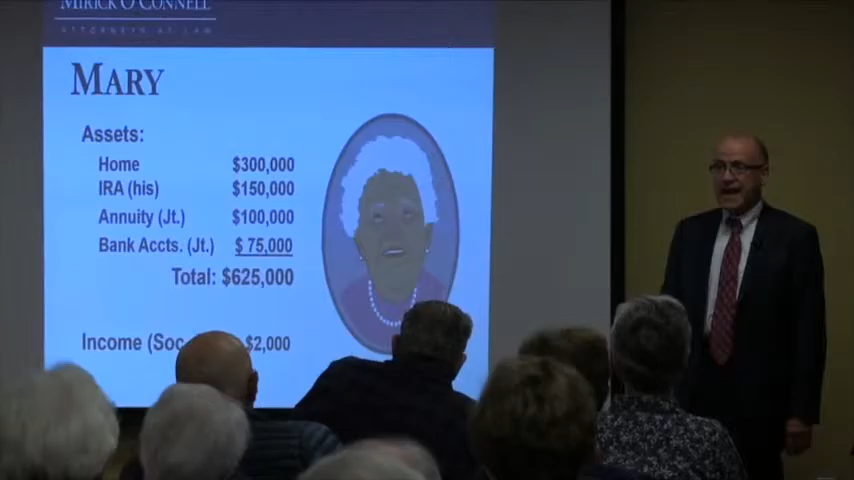 MIRICK O'CONNELL
ATTORNEYS AT LAW
MARY
Assets:
Home $300,000
IRA (his) $150,000
Annuity (Jt.) $100,000
Bank Accts. (Jt.) $ 75,000
Total: $625,000
Income (Soc $2,000